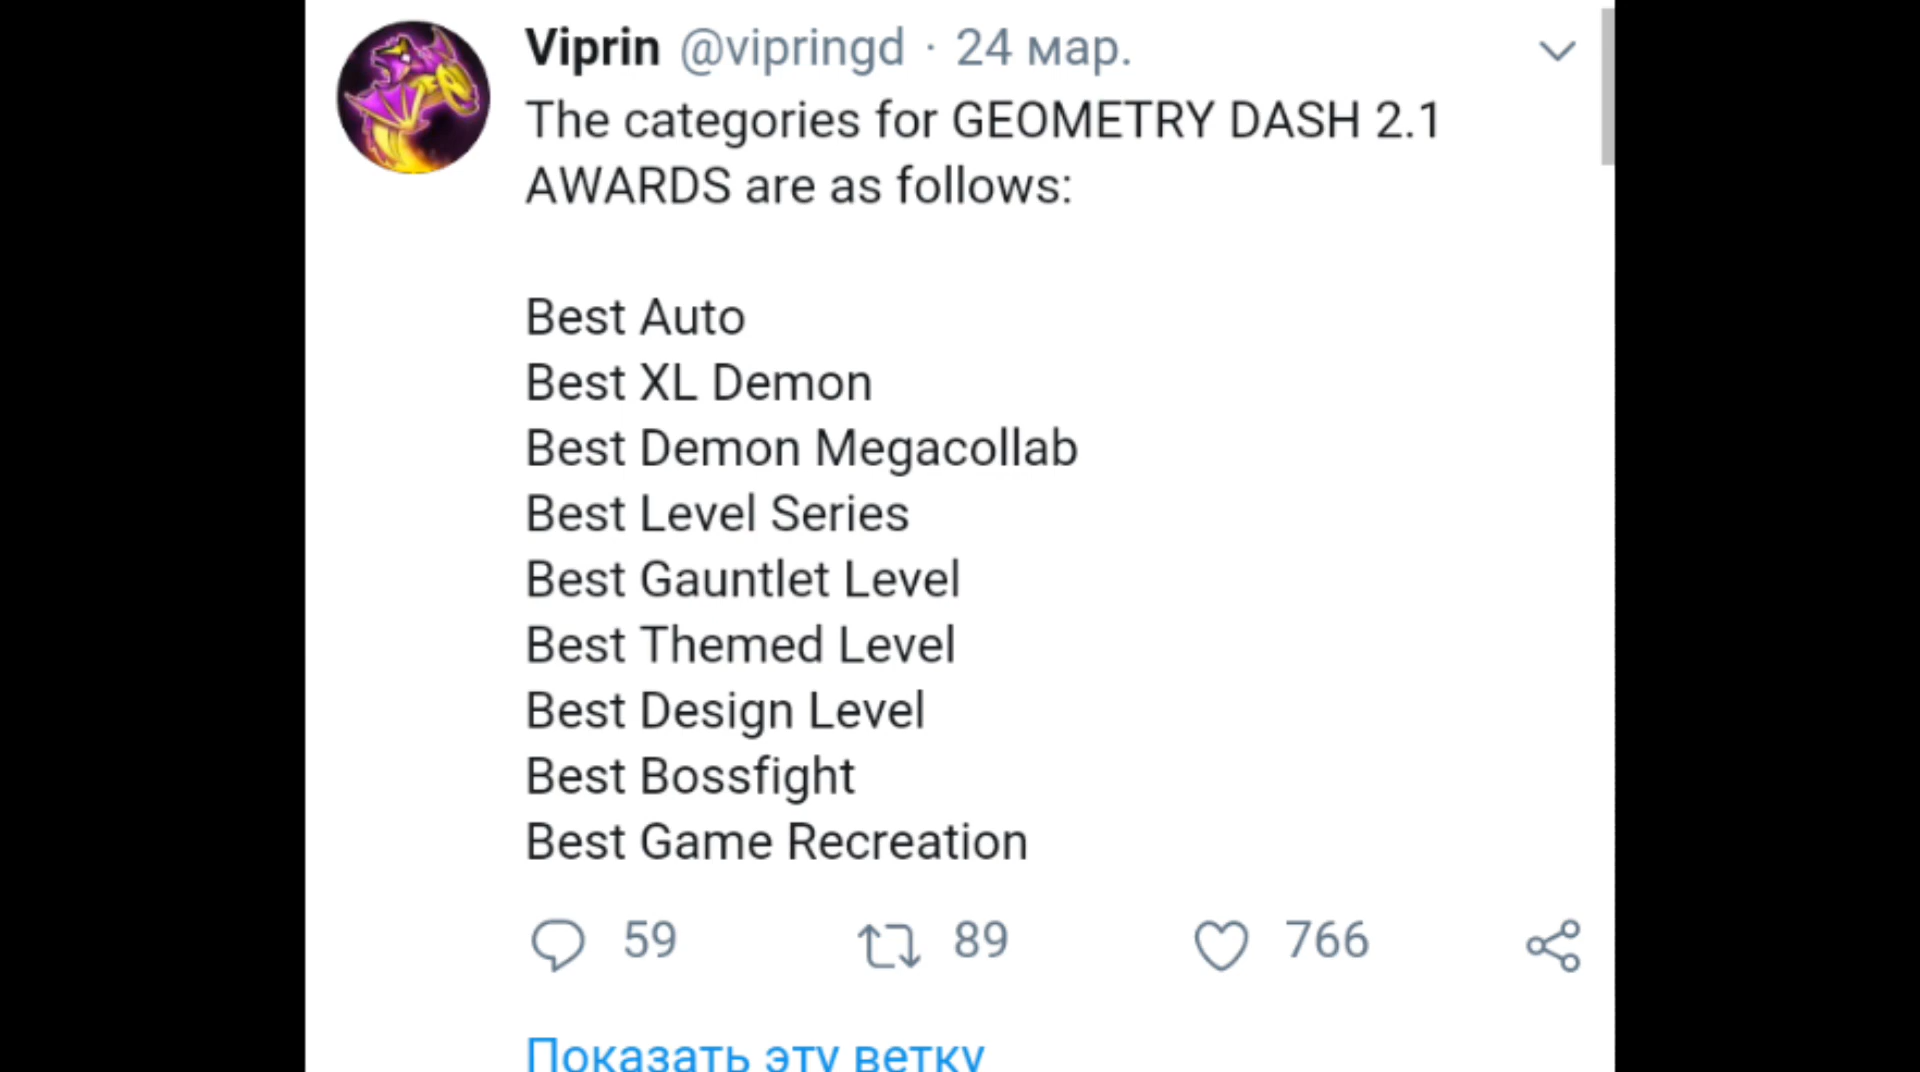 Viprin @vipringd · 24 мар.
The categories for GEOMETRY DASH 2.1
AWARDS are as follows:
Best Auto
Best XL Demon
Best Demon Megacollab
Best Level Series
Best Gauntlet Level
Best Themed Level
Best Design Level
Best Bossfight
Best Game Recreation
59 89 766
Показать эту ветку